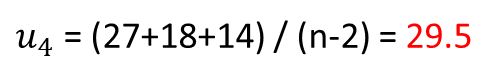 u₄ = (27+18+14) / (n-2) = 29.5